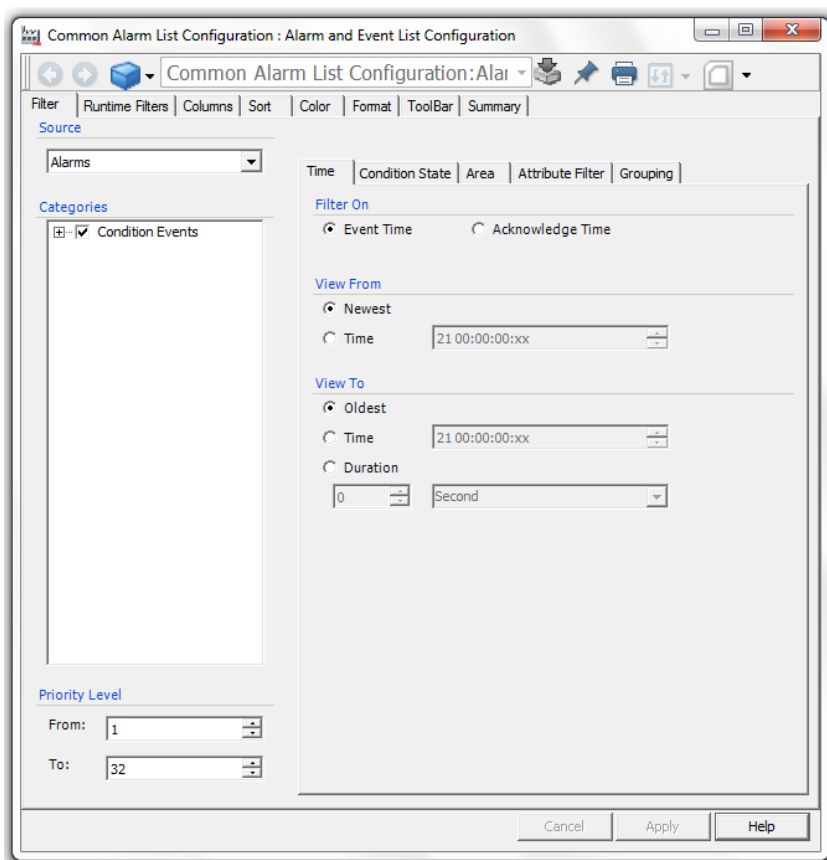 Common Alarm List Configuration : Alarm and Event List Configuration
Common Alarm List Configuration:Alar
Filter Runtime Filters Columns Sort Color Format ToolBar Summary
Source
Alarms
Categories
Condition Events
Time Condition State Area Attribute Filter Grouping
Filter On
Event Time Acknowledge Time
View From
Newest
Time 21 00:00:00:xx
View To
Oldest
Time 21 00:00:00:xx
Duration
0 Second
Priority Level
From: 1
To: 32
Cancel Apply Help